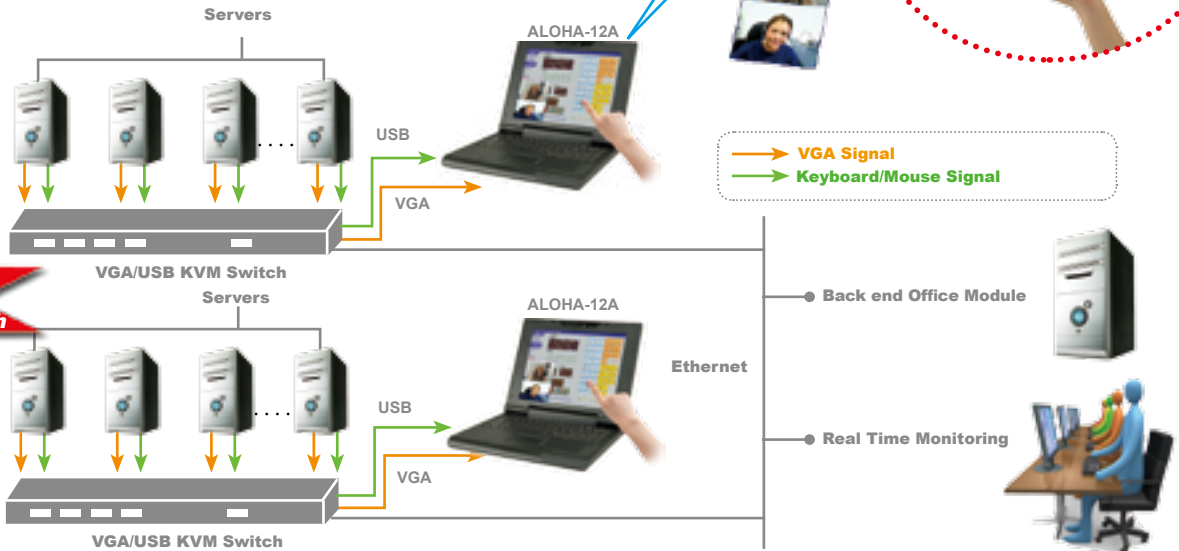 Servers
ALOHA-12A
USB
VGA
VGA Signal
Keyboard/Mouse Signal
VGA/USB KVM Switch
Servers
ALOHA-12A
Back end Office Module
Ethernet
USB
VGA
Real Time Monitoring
VGA/USB KVM Switch